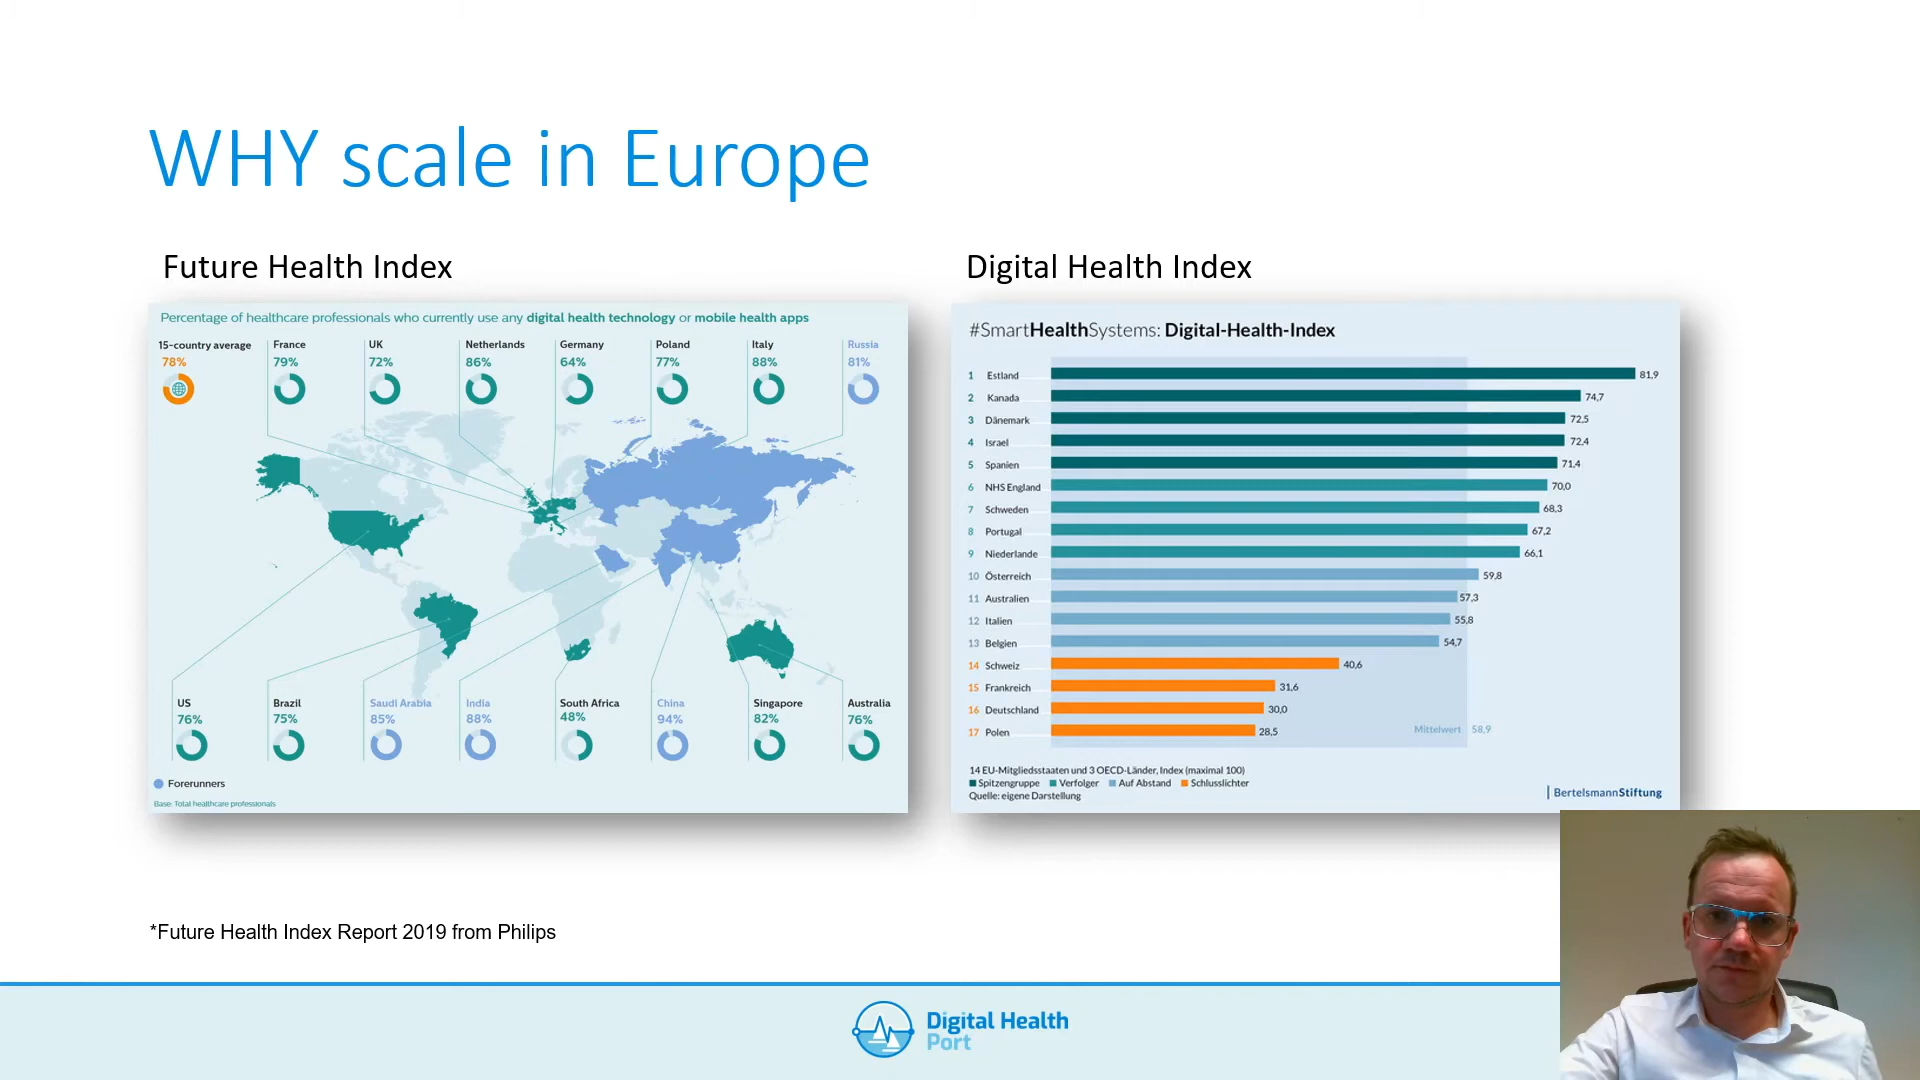 WHY scale in Europe
Future Health Index
Percentage of healthcare professionals who currently use any digital health technology or mobile health apps
15-country average
78%
France
79%
UK
72%
Netherlands
86%
Germany
64%
Poland
77%
Italy
88%
Russia
81%
US
76%
Brazil
75%
Saudi Arabia
85%
India
88%
South Africa
48%
China
94%
Singapore
82%
Australia
76%
Forerunners
Base: Total healthcare professionals
Digital Health Index
#SmartHealthSystems: Digital-Health-Index
1 Estland 81,9
2 Kanada 74,7
3 Dänemark 72,5
4 Israel 72,4
5 Spanien 71,4
6 NHS England 70,0
7 Schweden 68,3
8 Portugal 67,2
9 Niederlande 66,1
10 Österreich 59,8
11 Australien 57,3
12 Italien 55,8
13 Belgien 54,7
14 Schweiz 40,6
15 Frankreich 31,6
16 Deutschland 30,0
17 Polen 28,5
Mittelwert 58,9
14 EU-Mitgliedsstaaten und 3 OECD-Länder, Index (maximal 100)
Spitzengruppe Verfolger Auf Abstand Schlusslichter
Quelle: eigene Darstellung
BertelsmannStiftung
*Future Health Index Report 2019 from Philips
Digital Health
Port